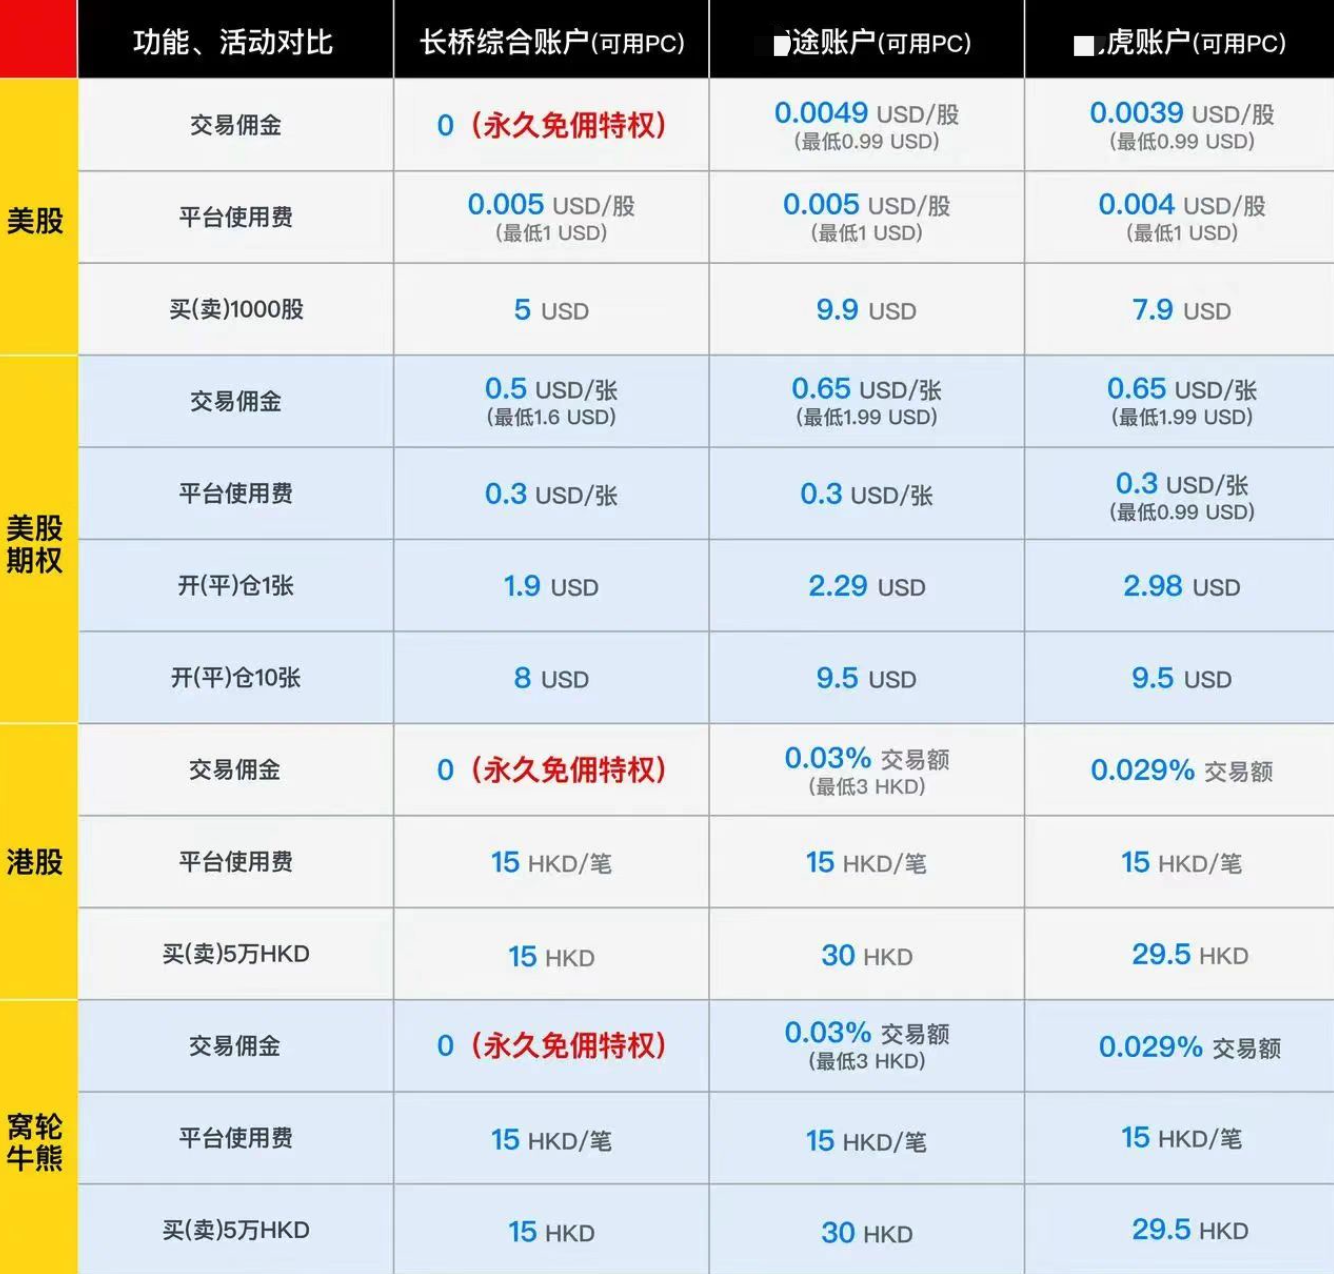 功能、活动对比
长桥综合账户(可用PC)
途账户(可用PC)
虎账户(可用PC)
美股
交易佣金
0（永久免佣特权）
0.0049 USD/股
(最低0.99 USD)
0.0039 USD/股
(最低0.99 USD)
平台使用费
0.005 USD/股
(最低1 USD)
0.005 USD/股
(最低1 USD)
0.004 USD/股
(最低1 USD)
买(卖)1000股
5 USD
9.9 USD
7.9 USD
美股
期权
交易佣金
0.5 USD/张
(最低1.6 USD)
0.65 USD/张
(最低1.99 USD)
0.65 USD/张
(最低1.99 USD)
平台使用费
0.3 USD/张
0.3 USD/张
0.3 USD/张
(最低0.99 USD)
开(平)仓1张
1.9 USD
2.29 USD
2.98 USD
开(平)仓10张
8 USD
9.5 USD
9.5 USD
港股
交易佣金
0（永久免佣特权）
0.03% 交易额
(最低3 HKD)
0.029% 交易额
平台使用费
15 HKD/笔
15 HKD/笔
15 HKD/笔
买(卖)5万HKD
15 HKD
30 HKD
29.5 HKD
窝轮
牛熊
交易佣金
0（永久免佣特权）
0.03% 交易额
(最低3 HKD)
0.029% 交易额
平台使用费
15 HKD/笔
15 HKD/笔
15 HKD/笔
买(卖)5万HKD
15 HKD
30 HKD
29.5 HKD